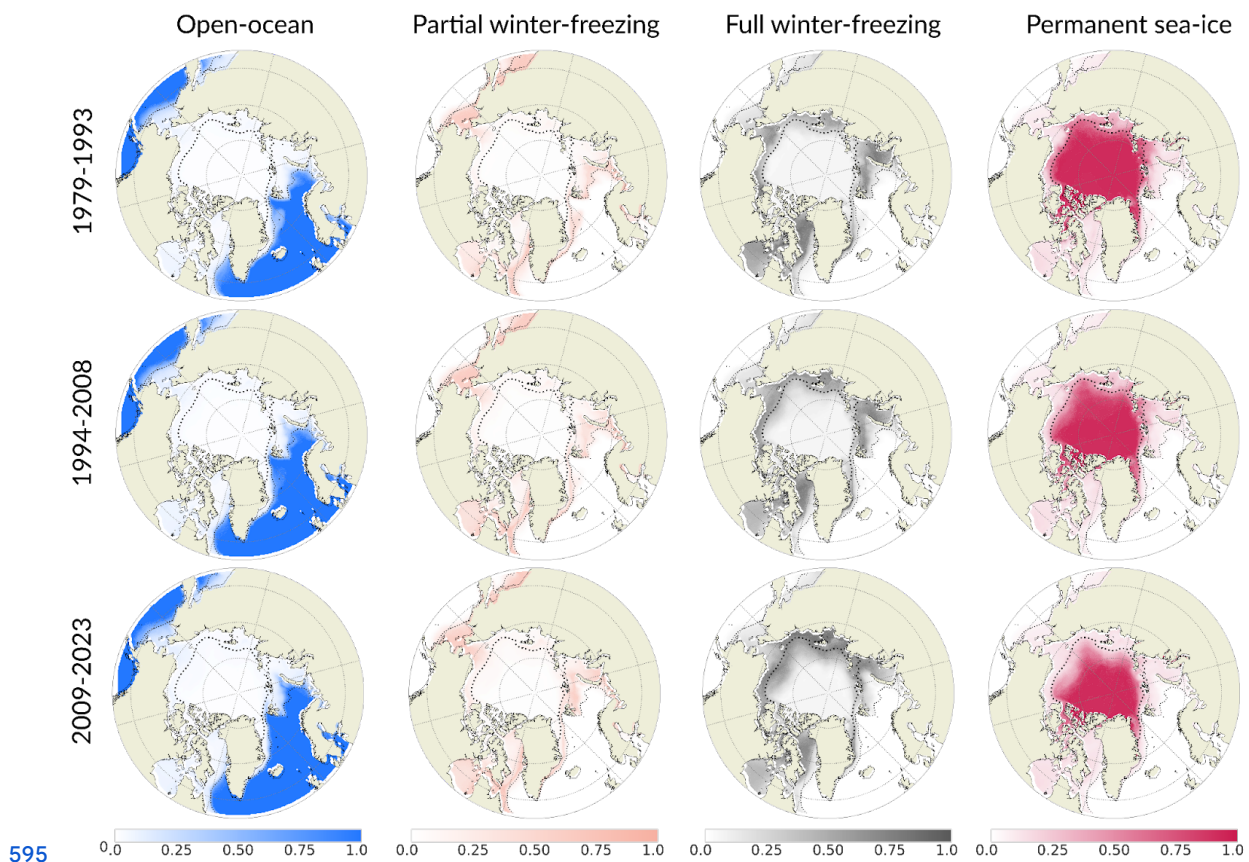 Open-ocean Partial winter-freezing Full winter-freezing Permanent sea-ice
1979-1993
1994-2008
2009-2023
0.0 0.25 0.50 0.75 1.0 0.0 0.25 0.50 0.75 1.0 0.0 0.25 0.50 0.75 1.0 0.0 0.25 0.50 0.75 1.0
595